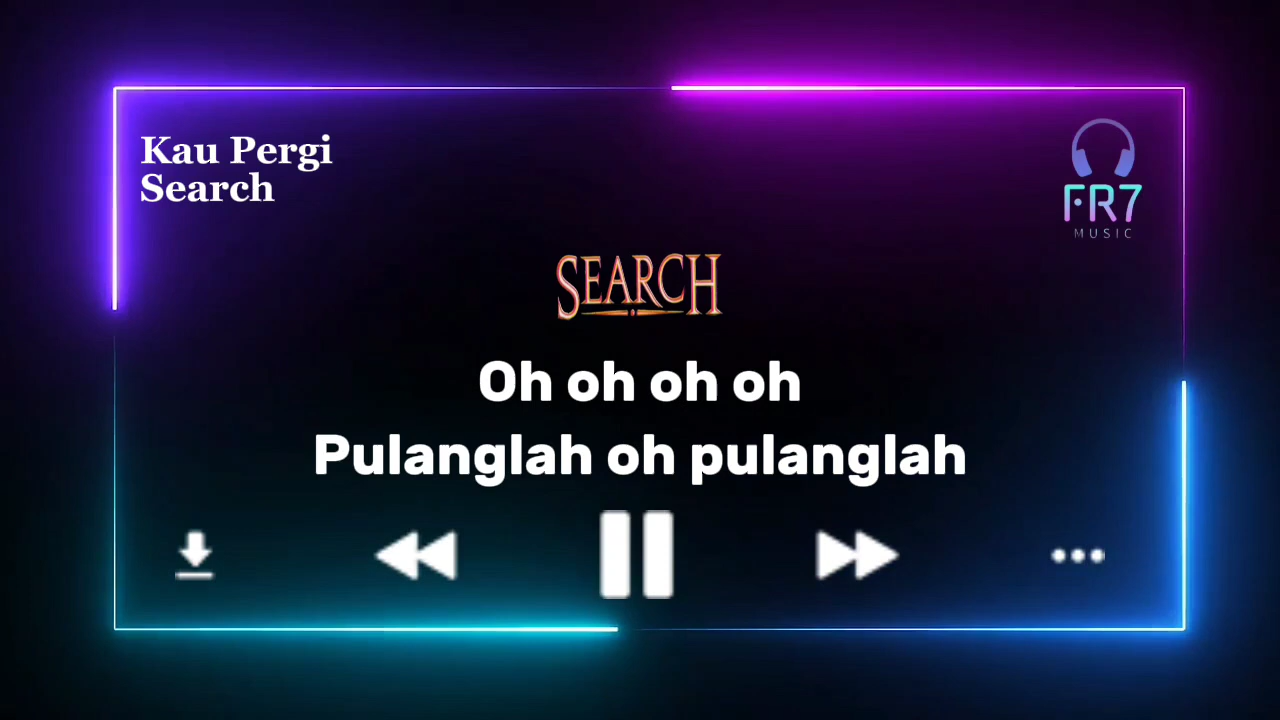 Kau Pergi
Search
FR7
MUSIC
SEARCH
Oh oh oh oh
Pulanglah oh pulanglah